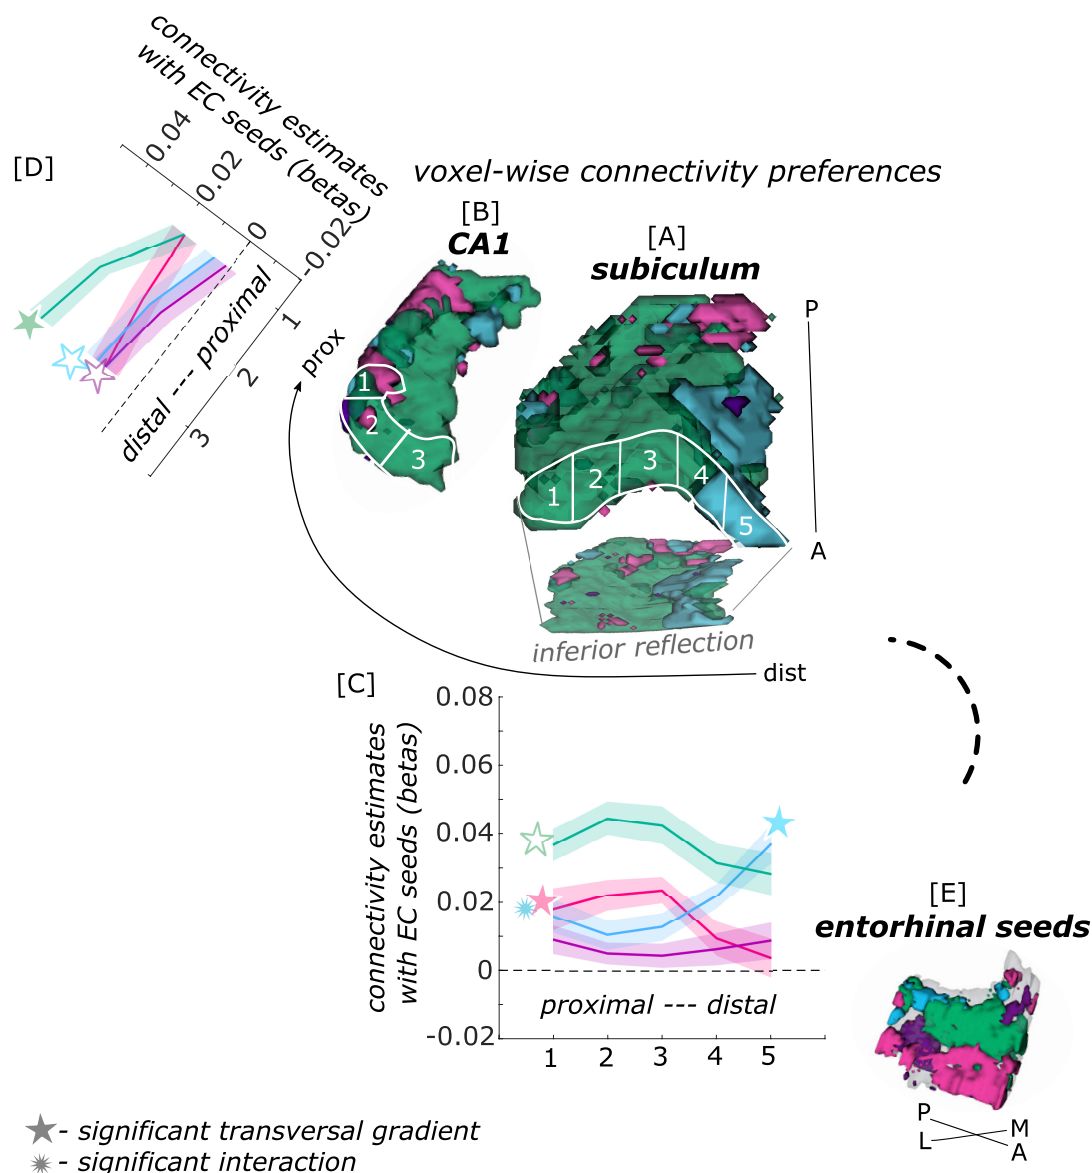 connectivity estimates
with EC seeds (betas)
[D]
0.04
0.02
0
-0.02
distal --- proximal
1
2
3
voxel-wise connectivity preferences
[B]
CA1
[A]
subiculum
P
A
prox
1
2
3
1
2
3
4
5
inferior reflection
dist
[C]
connectivity estimates
with EC seeds (betas)
0.08
0.06
0.04
0.02
0
-0.02
proximal --- distal
1 2 3 4 5
[E]
entorhinal seeds
P
L
M
A
- significant transversal gradient
- significant interaction